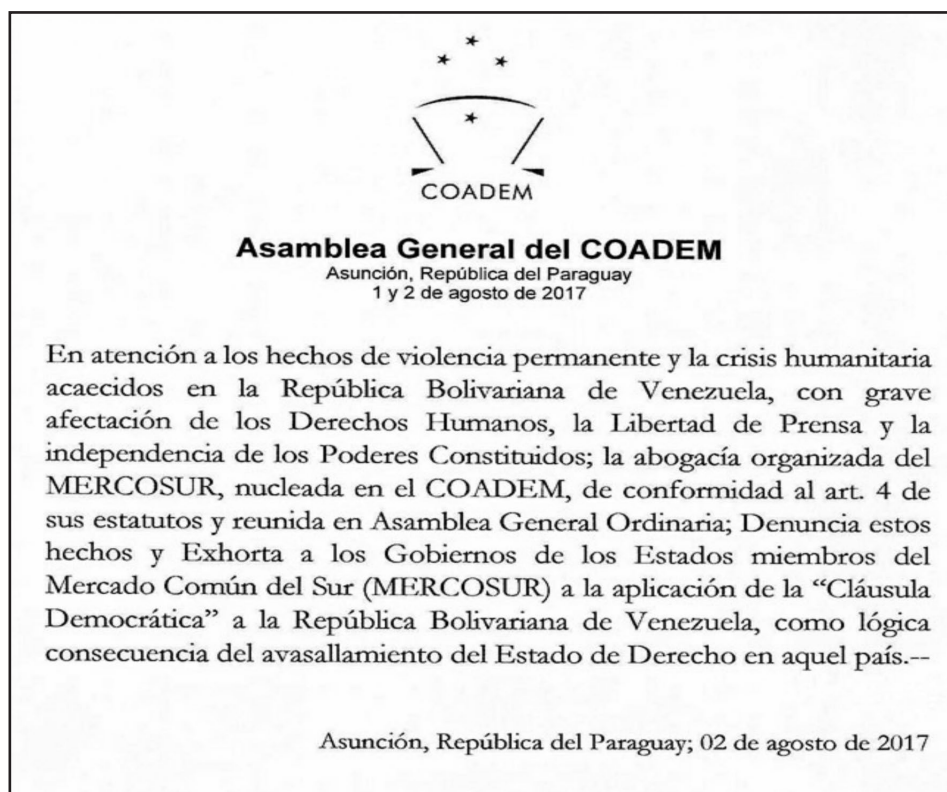 COADEM
Asamblea General del COADEM
Asunción, República del Paraguay
1 y 2 de agosto de 2017
En atención a los hechos de violencia permanente y la crisis humanitaria
acaecidos en la República Bolivariana de Venezuela, con grave
afectación de los Derechos Humanos, la Libertad de Prensa y la
independencia de los Poderes Constituidos; la abogacía organizada del
MERCOSUR, nucleada en el COADEM, de conformidad al art. 4 de
sus estatutos y reunida en Asamblea General Ordinaria; Denuncia estos
hechos y Exhorta a los Gobiernos de los Estados miembros del
Mercado Común del Sur (MERCOSUR) a la aplicación de la “Cláusula
Democrática” a la República Bolivariana de Venezuela, como lógica
consecuencia del avasallamiento del Estado de Derecho en aquel país.--
Asunción, República del Paraguay; 02 de agosto de 2017